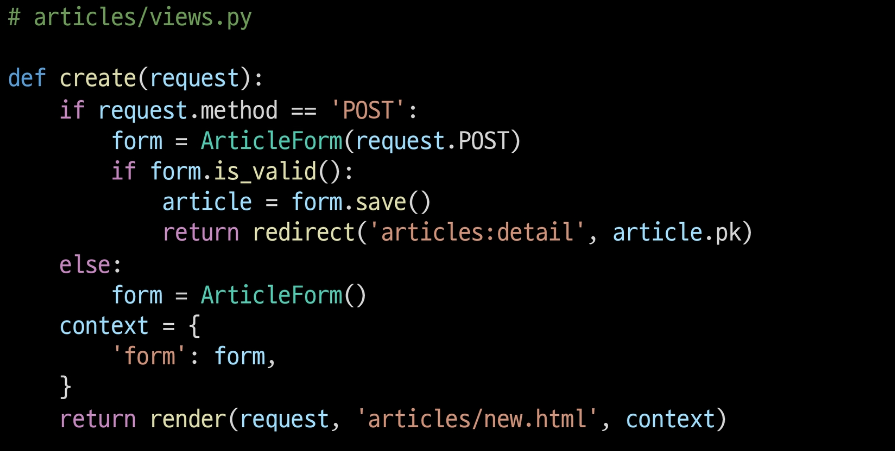 # articles/views.py
def create(request):
    if request.method == 'POST':
        form = ArticleForm(request.POST)
        if form.is_valid():
            article = form.save()
            return redirect('articles:detail', article.pk)
    else:
        form = ArticleForm()
    context = {
        'form': form,
    }
    return render(request, 'articles/new.html', context)